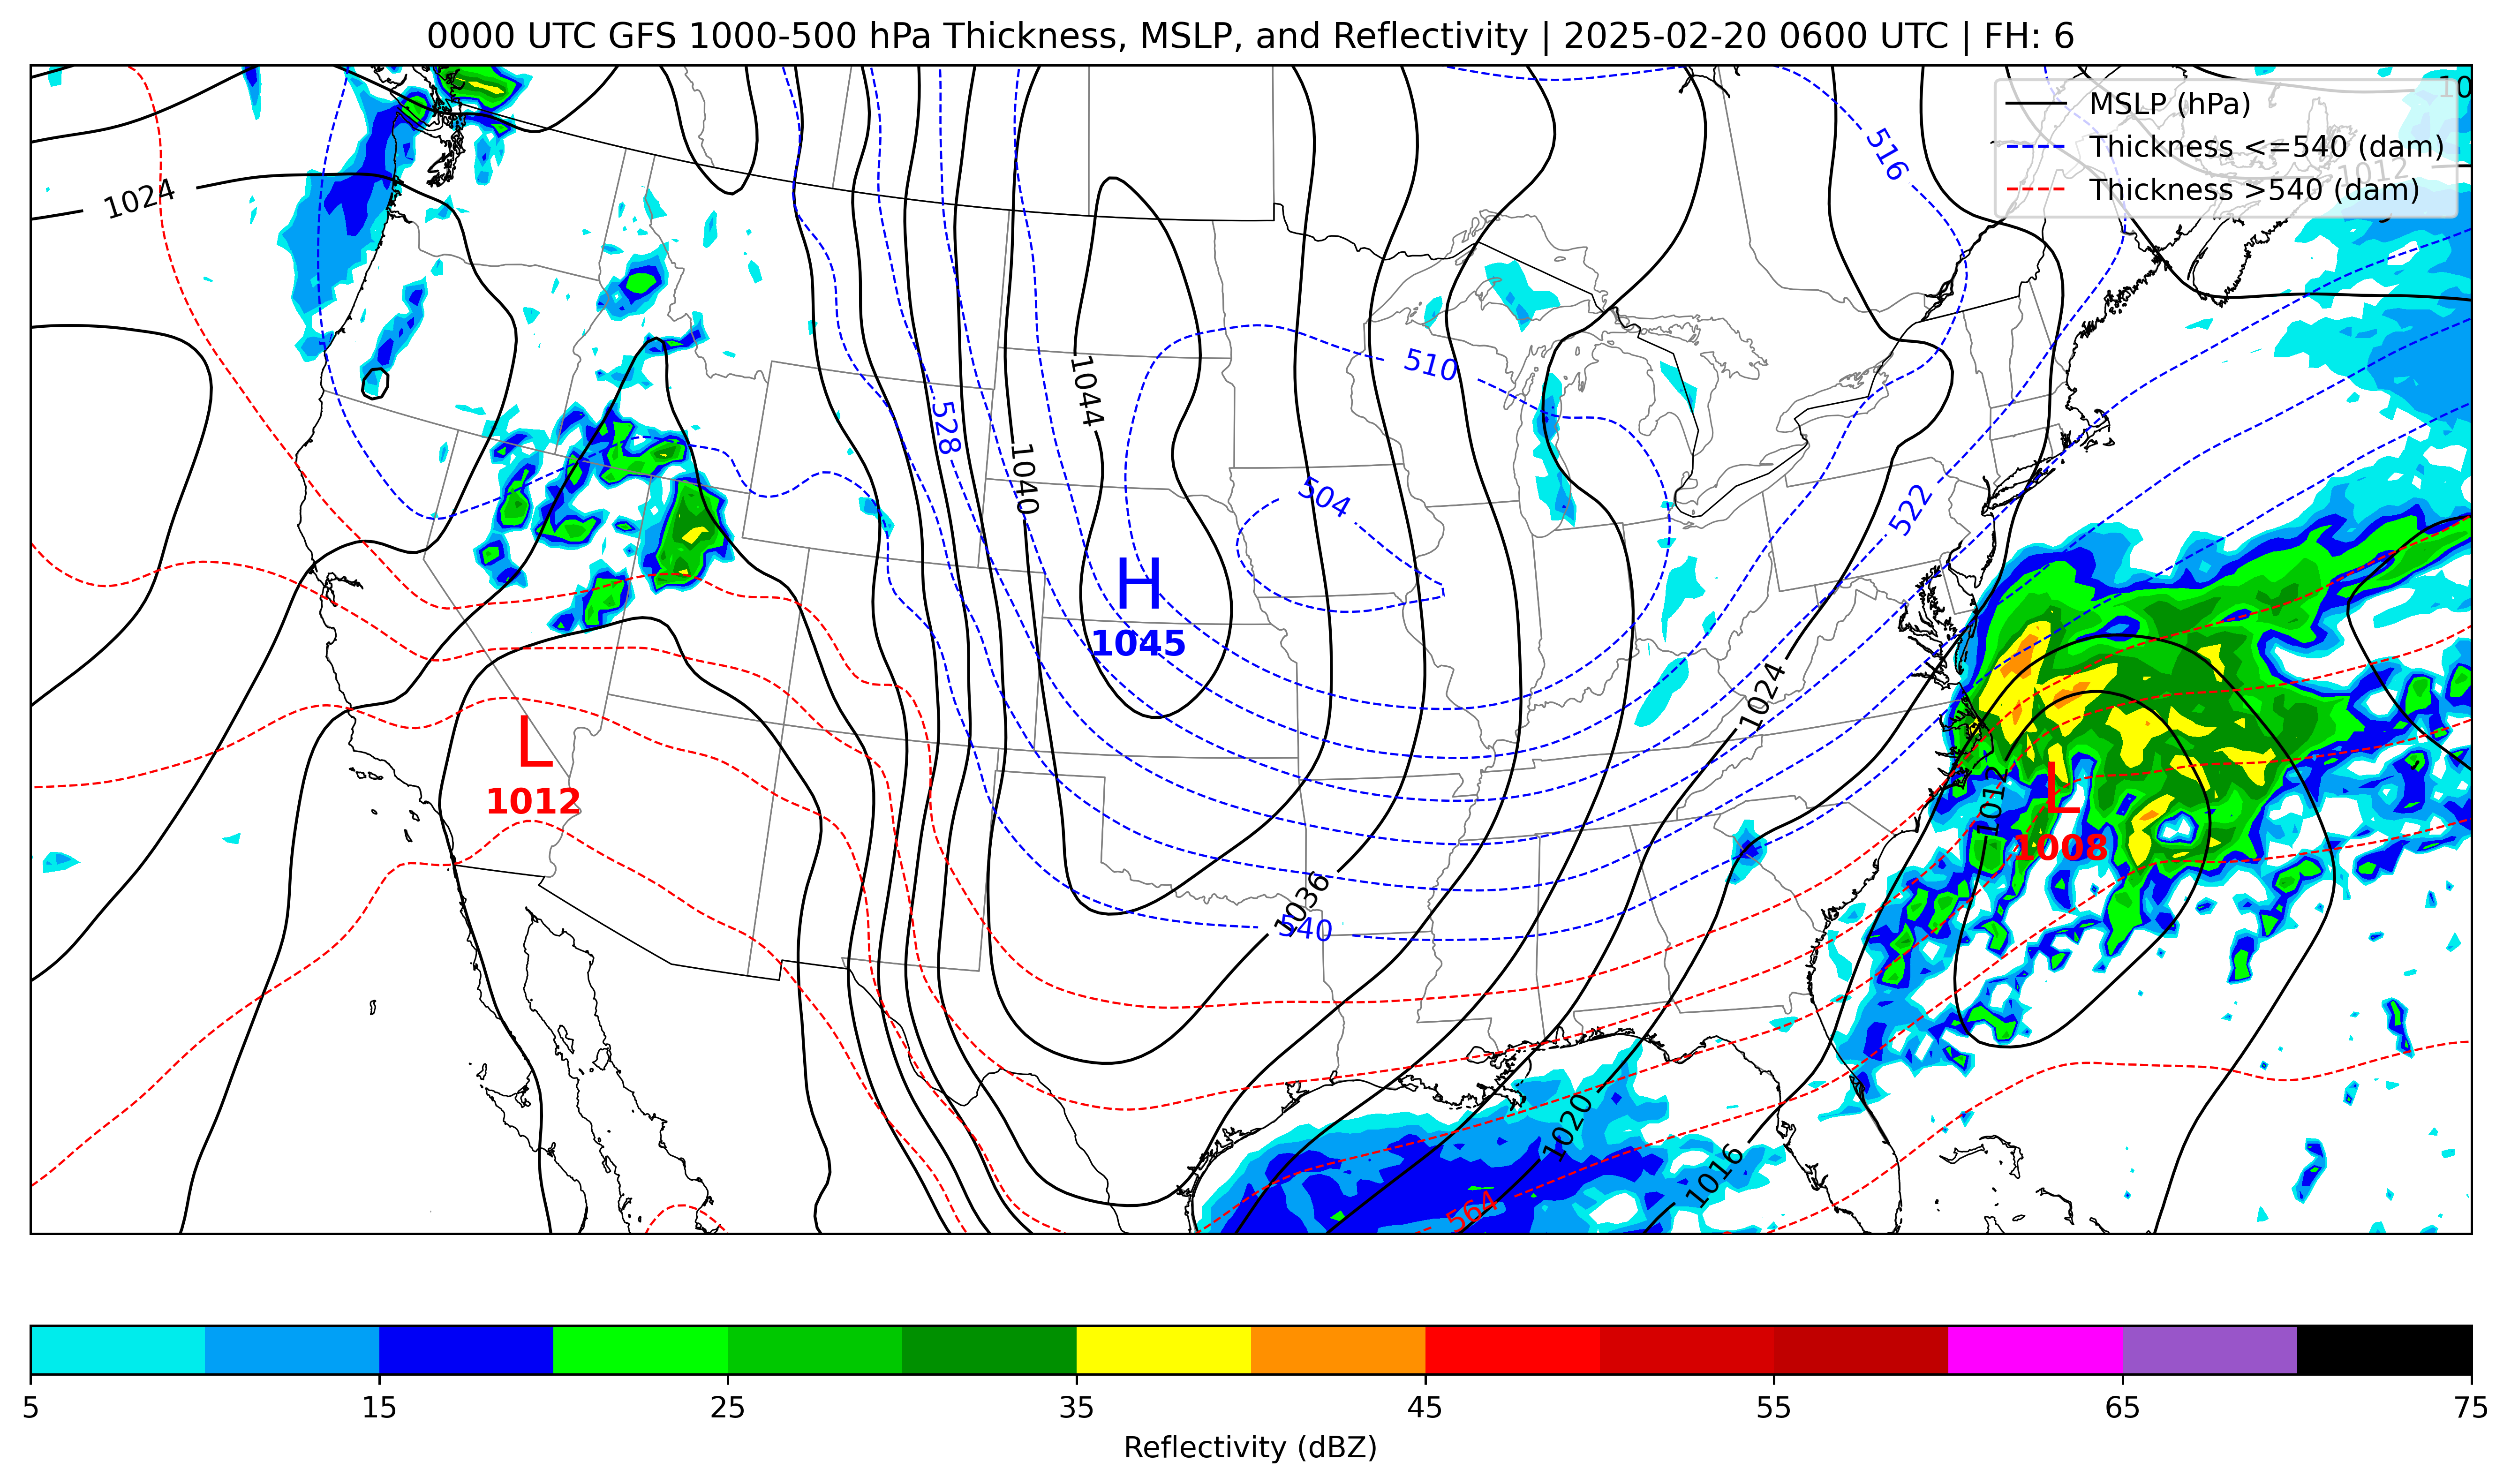 0000 UTC GFS 1000-500 hPa Thickness, MSLP, and Reflectivity | 2025-02-20 0600 UTC | FH: 6
10
MSLP (hPa)
Thickness <=540 (dam)
Thickness >540 (dam)
1012
516
1024
510
1044
528
1040
504
522
H
1045
1024
L
1012
L
1008
1012
1036
540
1020
1016
564
5 15 25 35 45 55 65 75
Reflectivity (dBZ)